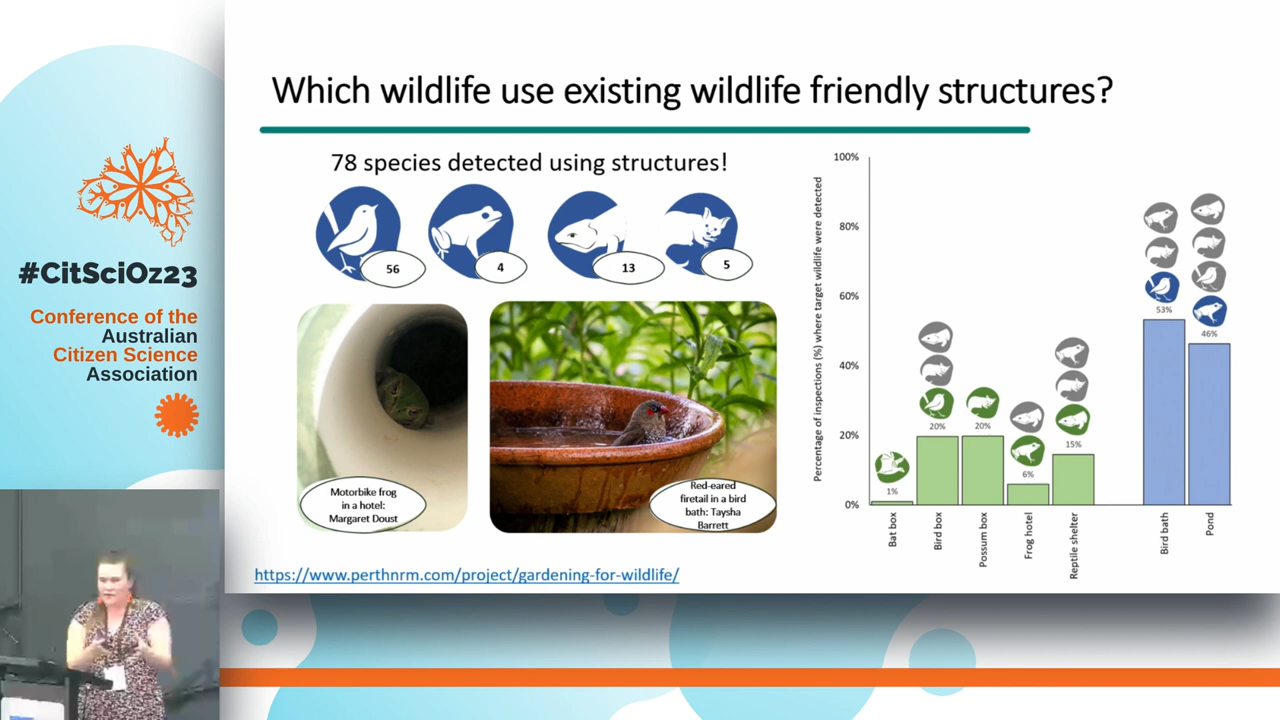 Which wildlife use existing wildlife friendly structures?
78 species detected using structures!
56
4
13
5
Motorbike frog
in a hotel:
Margaret Doust
Red-eared
firetail in a bird
bath: Taysha
Barrett
https://www.perthnrm.com/project/gardening-for-wildlife/
Percentage of inspections (%) where target wildlife were detected
100%
80%
60%
40%
20%
0%
1%
20%
20%
6%
15%
53%
46%
Bat box
Bird box
Possum box
Frog hotel
Reptile shelter
Bird bath
Pond
#CitSciOz23
Conference of the
Australian
Citizen Science
Association